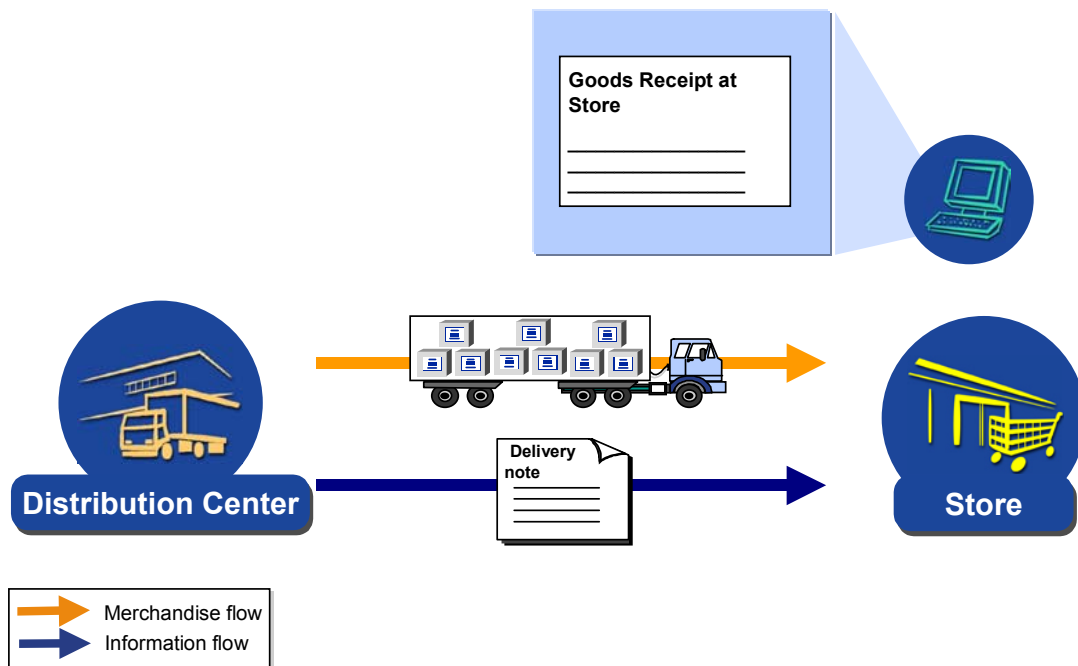 Goods Receipt at
Store
Delivery
note
Distribution Center
Store
Merchandise flow
Information flow